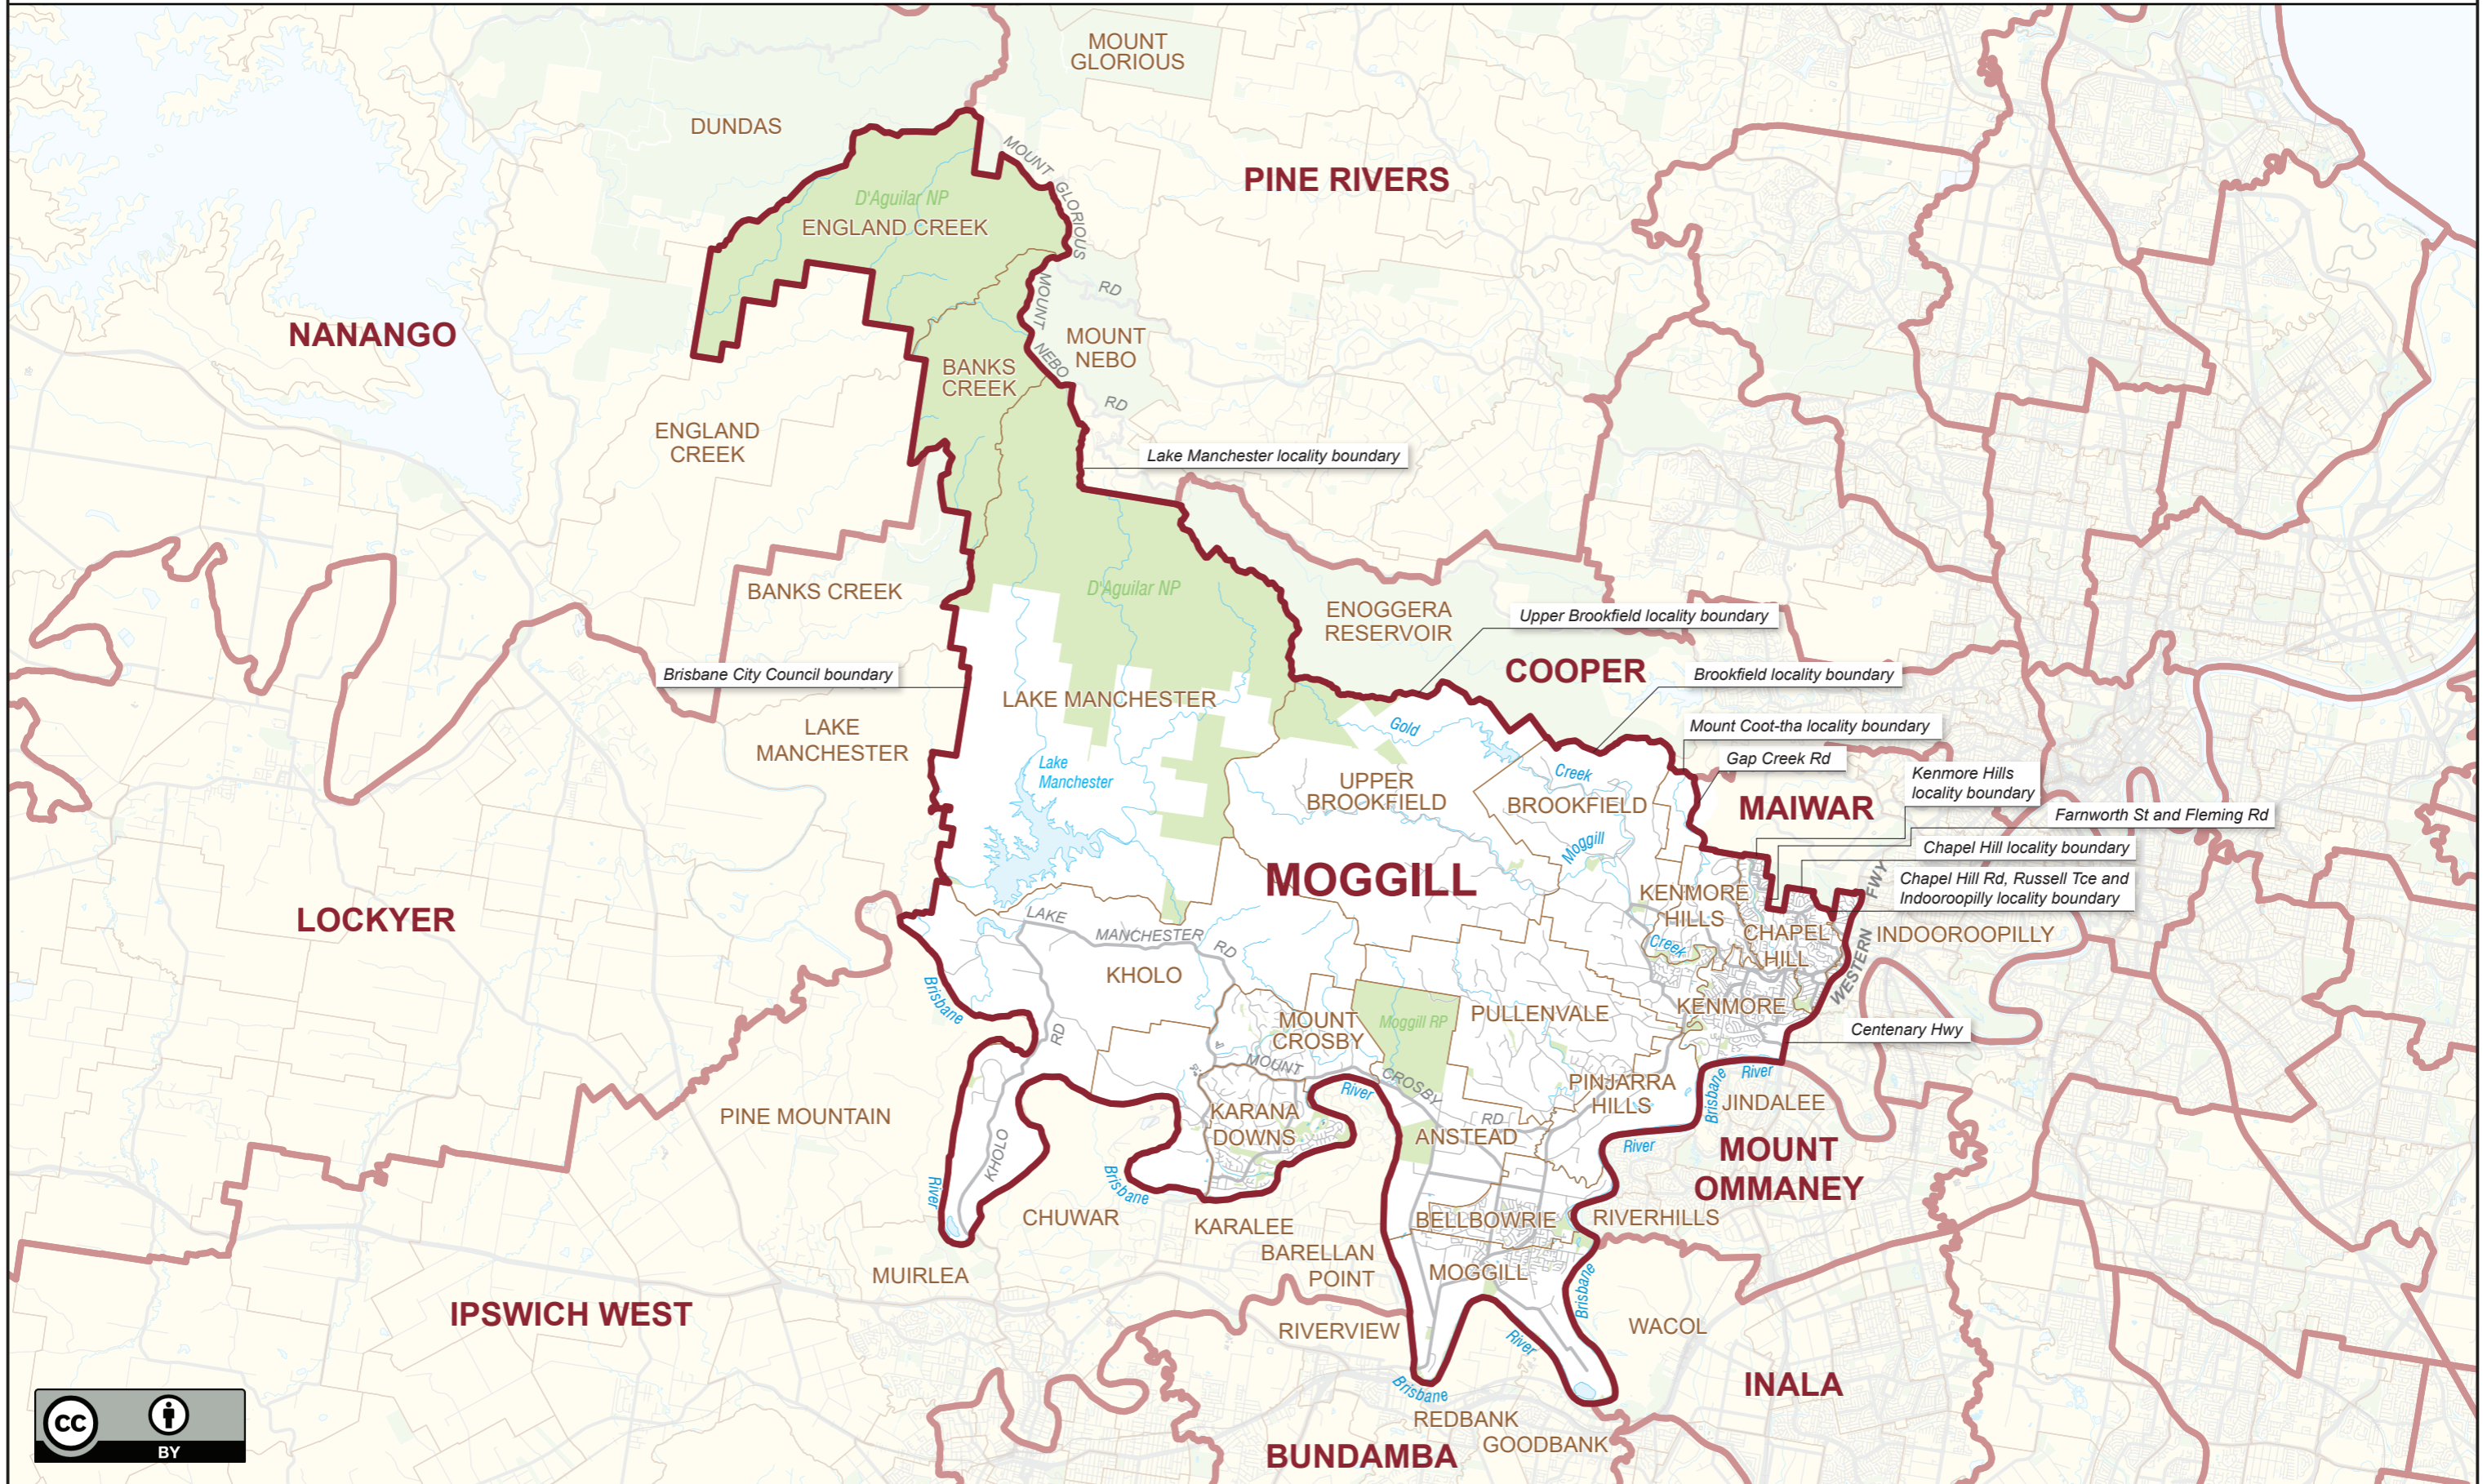 MOUNT
GLORIOUS
DUNDAS
MOUNT GLORIOUS
RD
PINE RIVERS
D'Aguilar NP
ENGLAND CREEK
NANANGO
MOUNT
NEBO
RD
MOUNT
NEBO
BANKS
CREEK
ENGLAND
CREEK
Lake Manchester locality boundary
BANKS CREEK
D'Aguilar NP
ENOGGERA
RESERVOIR
Upper Brookfield locality boundary
COOPER
Brisbane City Council boundary
Brookfield locality boundary
LAKE MANCHESTER
LAKE
MANCHESTER
Gold
Creek
Mount Coot-tha locality boundary
Gap Creek Rd
Lake
Manchester
UPPER
BROOKFIELD
BROOKFIELD
Kenmore Hills
locality boundary
MAIWAR
Farnworth St and Fleming Rd
Moggill
Creek
Chapel Hill locality boundary
MOGGILL
Chapel Hill Rd, Russell Tce and
Indooroopilly locality boundary
KENMORE
HILLS
LOCKYER
LAKE
MANCHESTER
RD
CHAPEL
HILL
INDOOROOPILLY
WESTERN FWY
KHOLO
Brisbane
River
KENMORE
PULLENVALE
MOUNT
CROSBY
Moggill RP
Centenary Hwy
KHOLO
RD
MOUNT
CROSBY
RD
River
PINJARRA
HILLS
Brisbane
River
JINDALEE
PINE MOUNTAIN
KARANA
DOWNS
ANSTEAD
River
MOUNT
OMMANEY
Brisbane
CHUWAR
KARALEE
BELLBOWRIE
RIVERHILLS
BARELLAN
POINT
MUIRLEA
MOGGILL
Brisbane
IPSWICH WEST
RIVERVIEW
River
WACOL
Brisbane
INALA
REDBANK
GOODBANK
BUNDAMBA
CC
BY